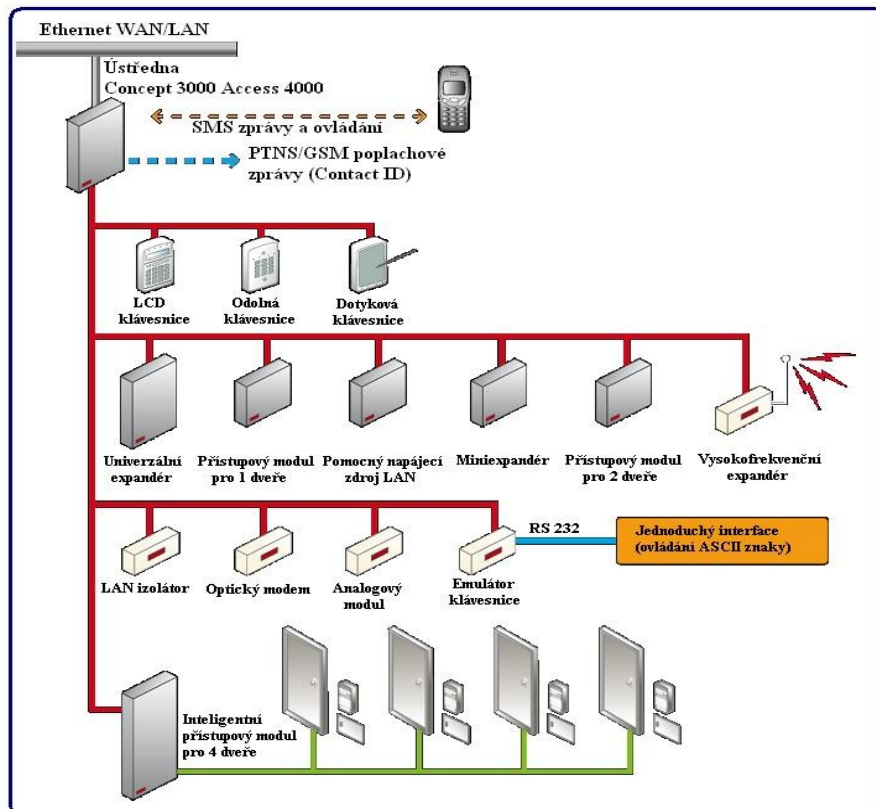 Ethernet WAN/LAN
Ústředna
Concept 3000 Access 4000
SMS zprávy a ovládání
PTNS/GSM poplachové
zprávy (Contact ID)
LCD
klávesnice
Odolná
klávesnice
Dotyková
klávesnice
Univerzální
expandér
Přístupový modul
pro 1 dveře
Pomocný napájecí
zdroj LAN
Miniexpandér
Přístupový modul
pro 2 dveře
Vysokofrekvenční
expandér
LAN izolátor
Optický modem
Analogový
modul
Emulátor
klávesnice
RS 232
Jednoduchý interface
(ovládání ASCII znaky)
Inteligentní
přístupový modul
pro 4 dveře